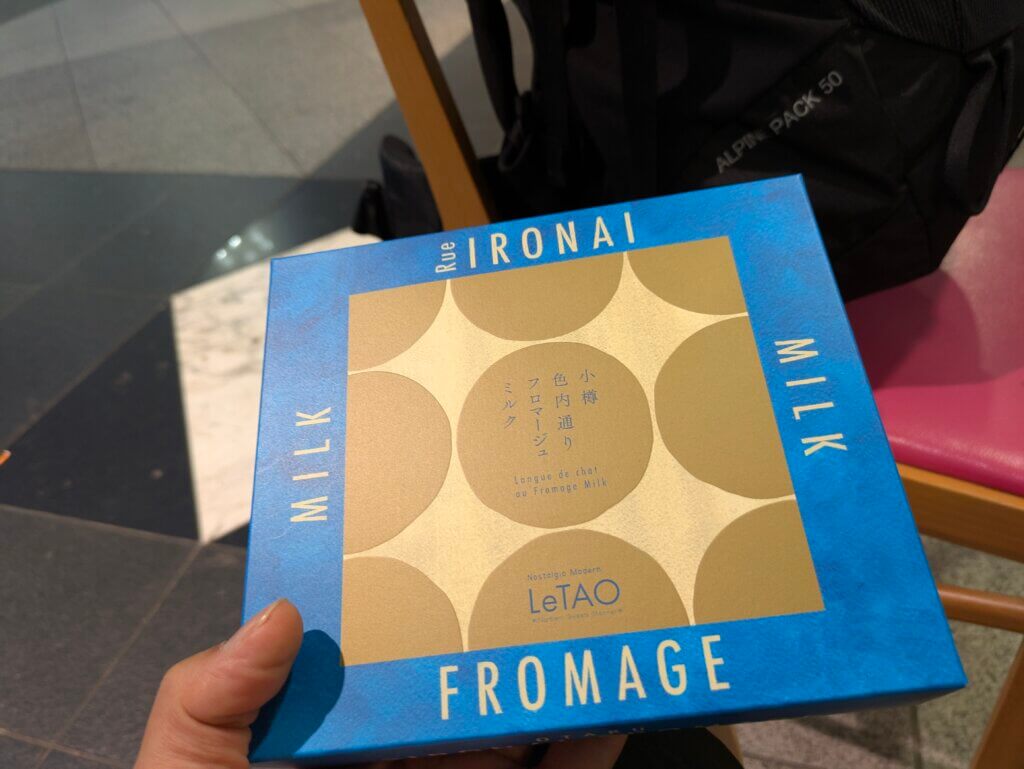 ALPINE PACK 50
Rue IRONAI
MILK
MILK
小樽
色内通り
フロマージュ
ミルク
Langue de chat
au Fromage Milk
Nostalgic Modern
LeTAO
FROMAGE